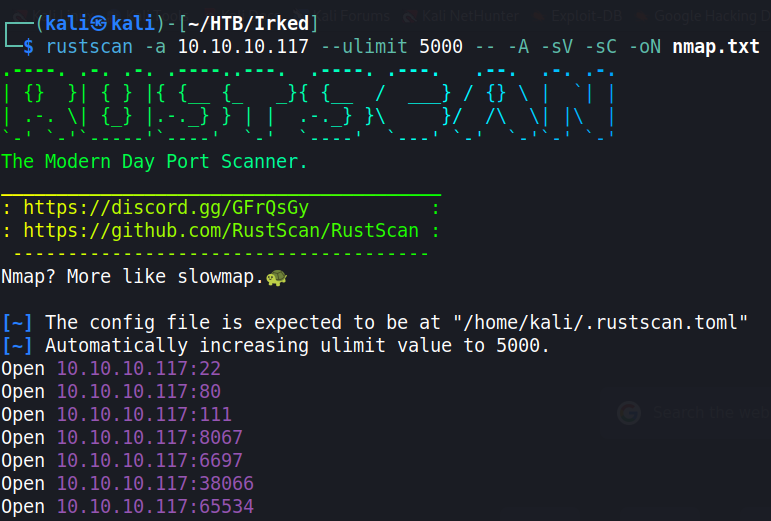 (kali㉿kali)-[~/HTB/Irked]
$ rustscan -a 10.10.10.117 --ulimit 5000 -- -A -sV -sC -oN nmap.txt
.----. .-. .-. .----..---.  .----. .---.   .--.  .-. .-.
| {}  }| { } |{ {__ {_   _}{ {__  /  ___} / {} \ |  `| |
| .-. \| {_} |.-._} } | |  .-._} }\     }/  /\  \| |\  |
`-' `-'`-----'`----'  `-'  `----'  `---' `-'  `-'`-' `-'
The Modern Day Port Scanner.
________________________________________
: https://discord.gg/GFrQsGy           :
: https://github.com/RustScan/RustScan :
 --------------------------------------
Nmap? More like slowmap.🐢
[~] The config file is expected to be at "/home/kali/.rustscan.toml"
[~] Automatically increasing ulimit value to 5000.
Open 10.10.10.117:22
Open 10.10.10.117:80
Open 10.10.10.117:111
Open 10.10.10.117:8067
Open 10.10.10.117:6697
Open 10.10.10.117:38066
Open 10.10.10.117:65534